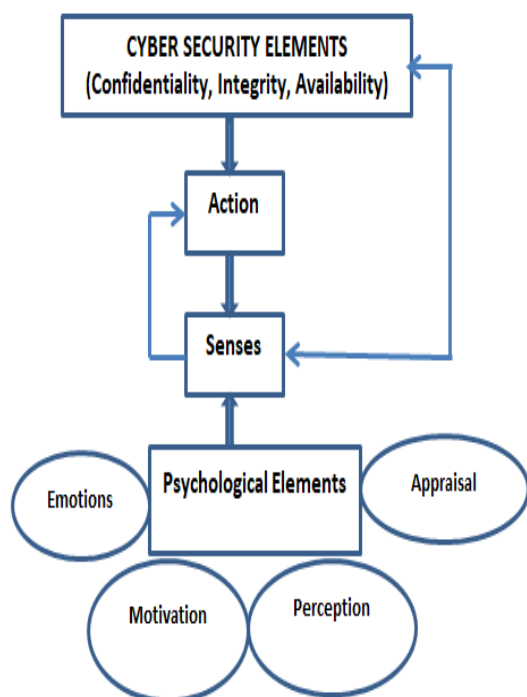 CYBER SECURITY ELEMENTS
(Confidentiality, Integrity, Availability)
Action
Senses
Psychological Elements
Emotions
Appraisal
Motivation
Perception